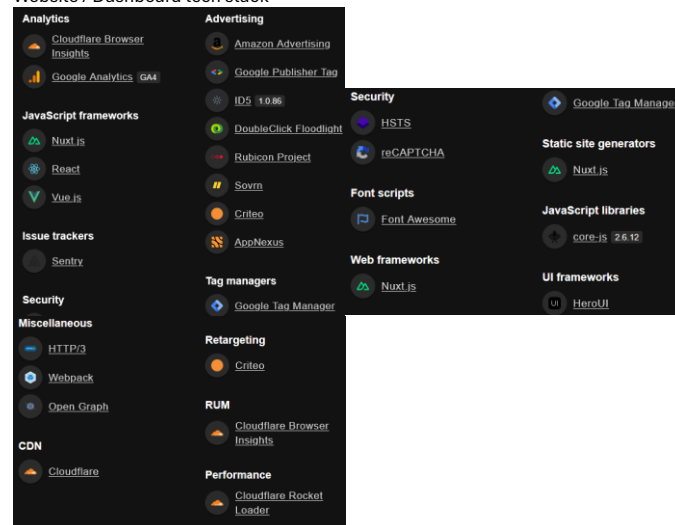 Website / Dashboard tech stack
Analytics
Cloudflare Browser
Insights
Google Analytics GA4
JavaScript frameworks
Nuxt.js
React
Vue.js
Issue trackers
Sentry
Security
Advertising
Amazon Advertising
Google Publisher Tag
ID5 1.0.86
DoubleClick Floodlight
Rubicon Project
Sovrn
Criteo
AppNexus
Tag managers
Google Tag Manager
Security
HSTS
reCAPTCHA
Font scripts
Font Awesome
Web frameworks
Nuxt.js
Google Tag Manage
Static site generators
Nuxt.js
JavaScript libraries
core-js 2.6.12
UI frameworks
UI HeroUI
Miscellaneous
HTTP/3
Webpack
Open Graph
CDN
Cloudflare
Retargeting
Criteo
RUM
Cloudflare Browser
Insights
Performance
Cloudflare Rocket
Loader